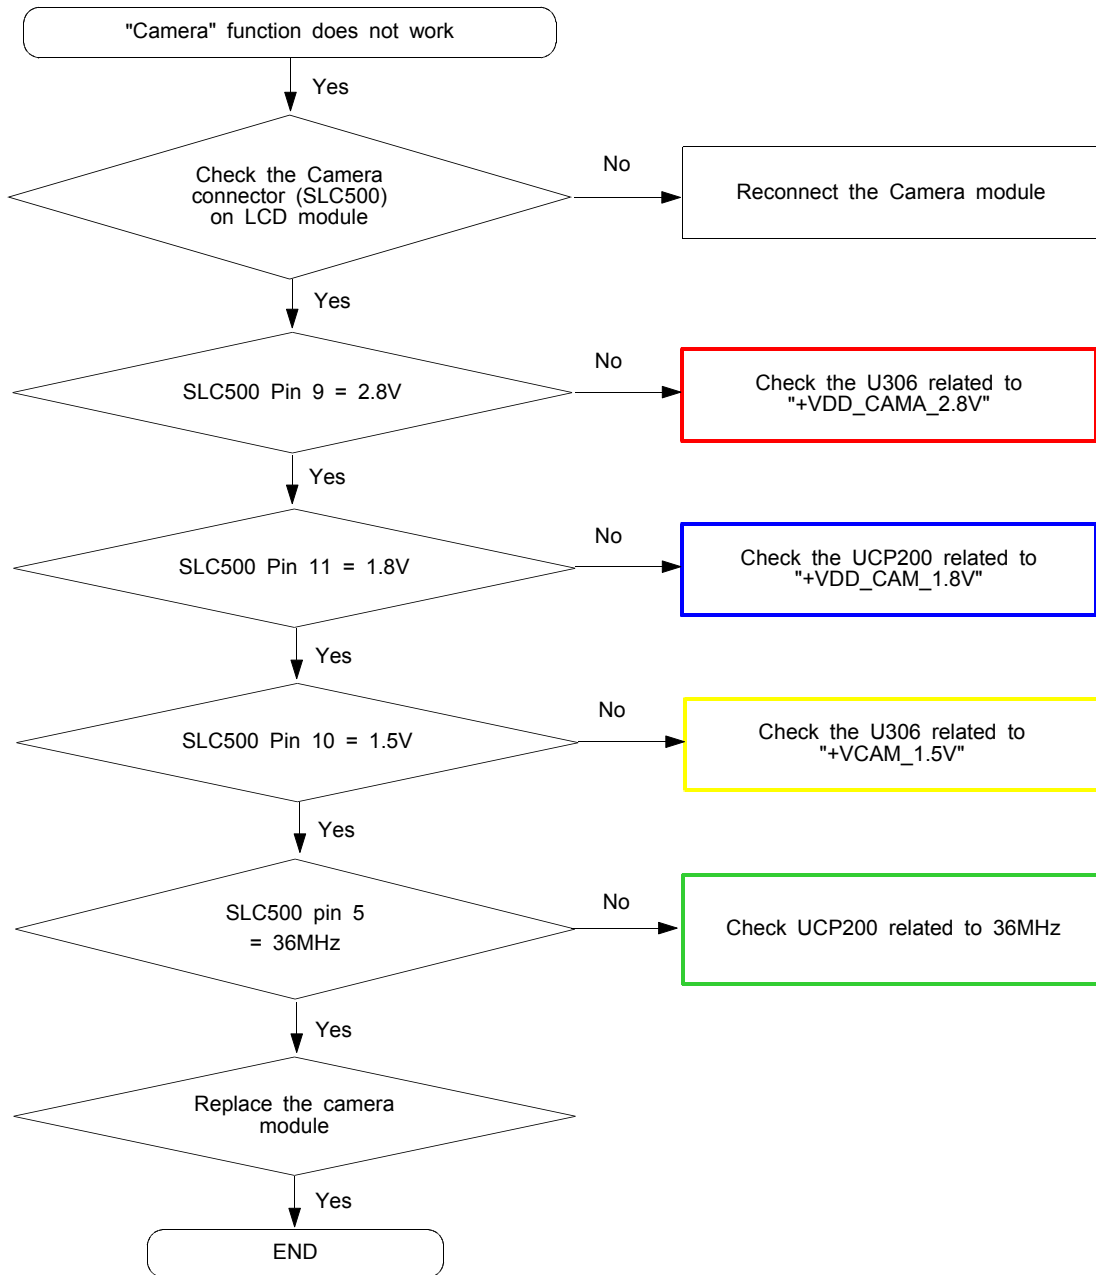 "Camera" function does not work
Yes
Check the Camera
connector (SLC500)
on LCD module
No
Reconnect the Camera module
Yes
SLC500 Pin 9 = 2.8V
No
Check the U306 related to
"+VDD_CAMA_2.8V"
Yes
SLC500 Pin 11 = 1.8V
No
Check the UCP200 related to
"+VDD_CAM_1.8V"
Yes
SLC500 Pin 10 = 1.5V
No
Check the U306 related to
"+VCAM_1.5V"
Yes
SLC500 pin 5
= 36MHz
No
Check UCP200 related to 36MHz
Yes
Replace the camera
module
Yes
END